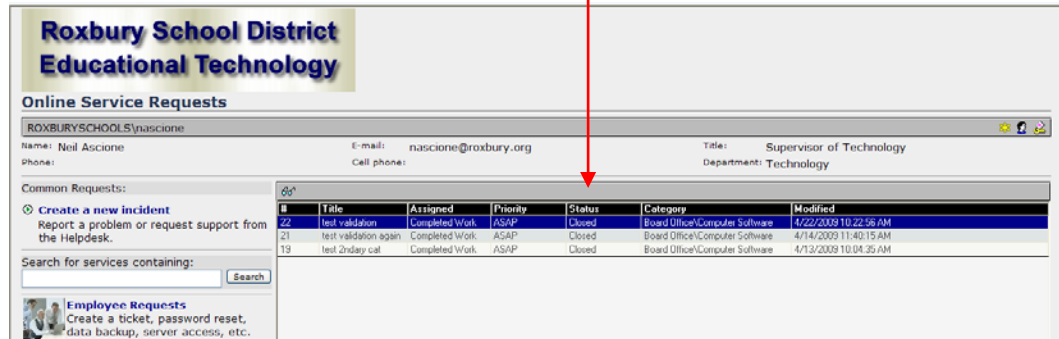 Roxbury School District
Educational Technology
Online Service Requests
ROXBURYSCHOOLS\nascione
Name: Neil Ascione E-mail: nascione@roxbury.org Title: Supervisor of Technology
Phone: Cell phone: Department: Technology
Common Requests:
Create a new incident
Report a problem or request support from
the Helpdesk.
Search for services containing:
Search
Employee Requests
Create a ticket, password reset,
data backup, server access, etc.
# Title Assigned Priority Status Category Modified
22 test validation Completed Work ASAP Closed Board Office\Computer Software 4/22/2009 10:22:56 AM
21 test validation again Completed Work ASAP Closed Board Office\Computer Software 4/14/2009 11:40:15 AM
19 test 2ndary cat Completed Work ASAP Closed Board Office\Computer Software 4/13/2009 10:04:35 AM